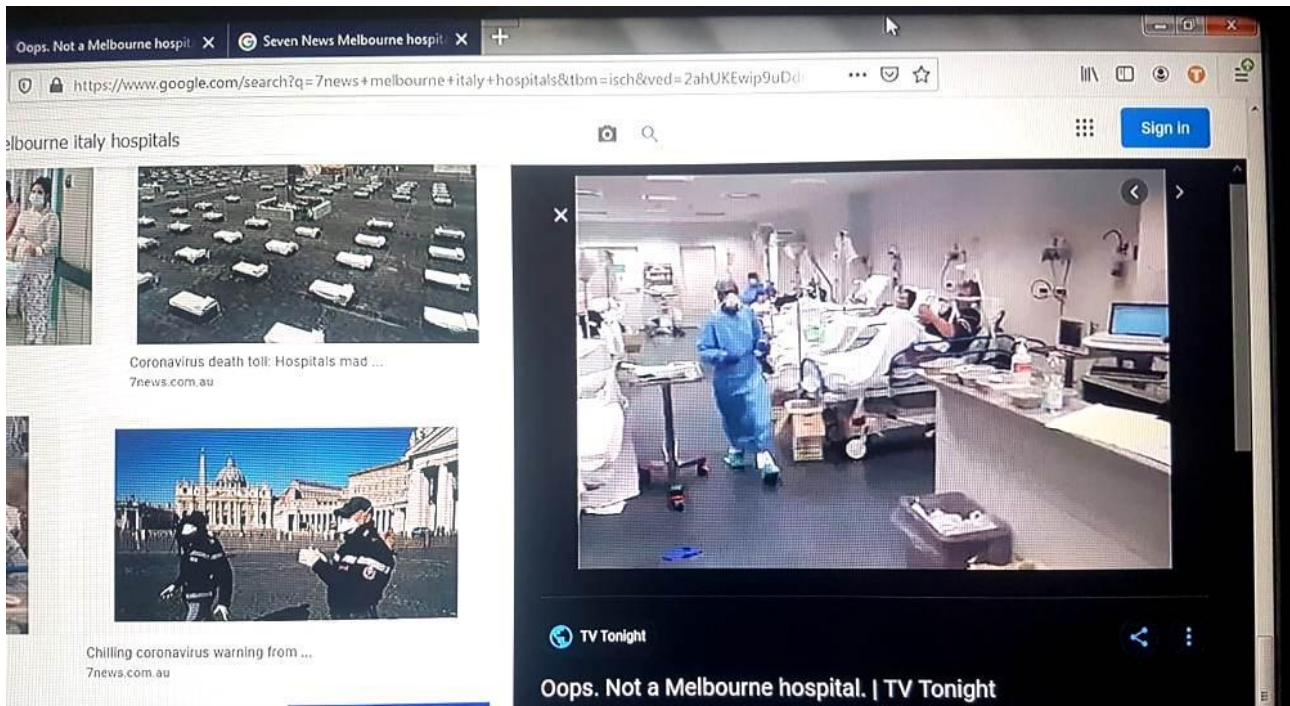 Oops. Not a Melbourne hospit
Seven News Melbourne hospit
https://www.google.com/search?q=7news+melbourne+italy+hospitals&tbm=isch&ved=2ahUKEwip9uDd
elbourne italy hospitals
Sign in
Coronavirus death toll: Hospitals mad ...
7news.com.au
Chilling coronavirus warning from ...
7news.com.au
TV Tonight
Oops. Not a Melbourne hospital. | TV Tonight